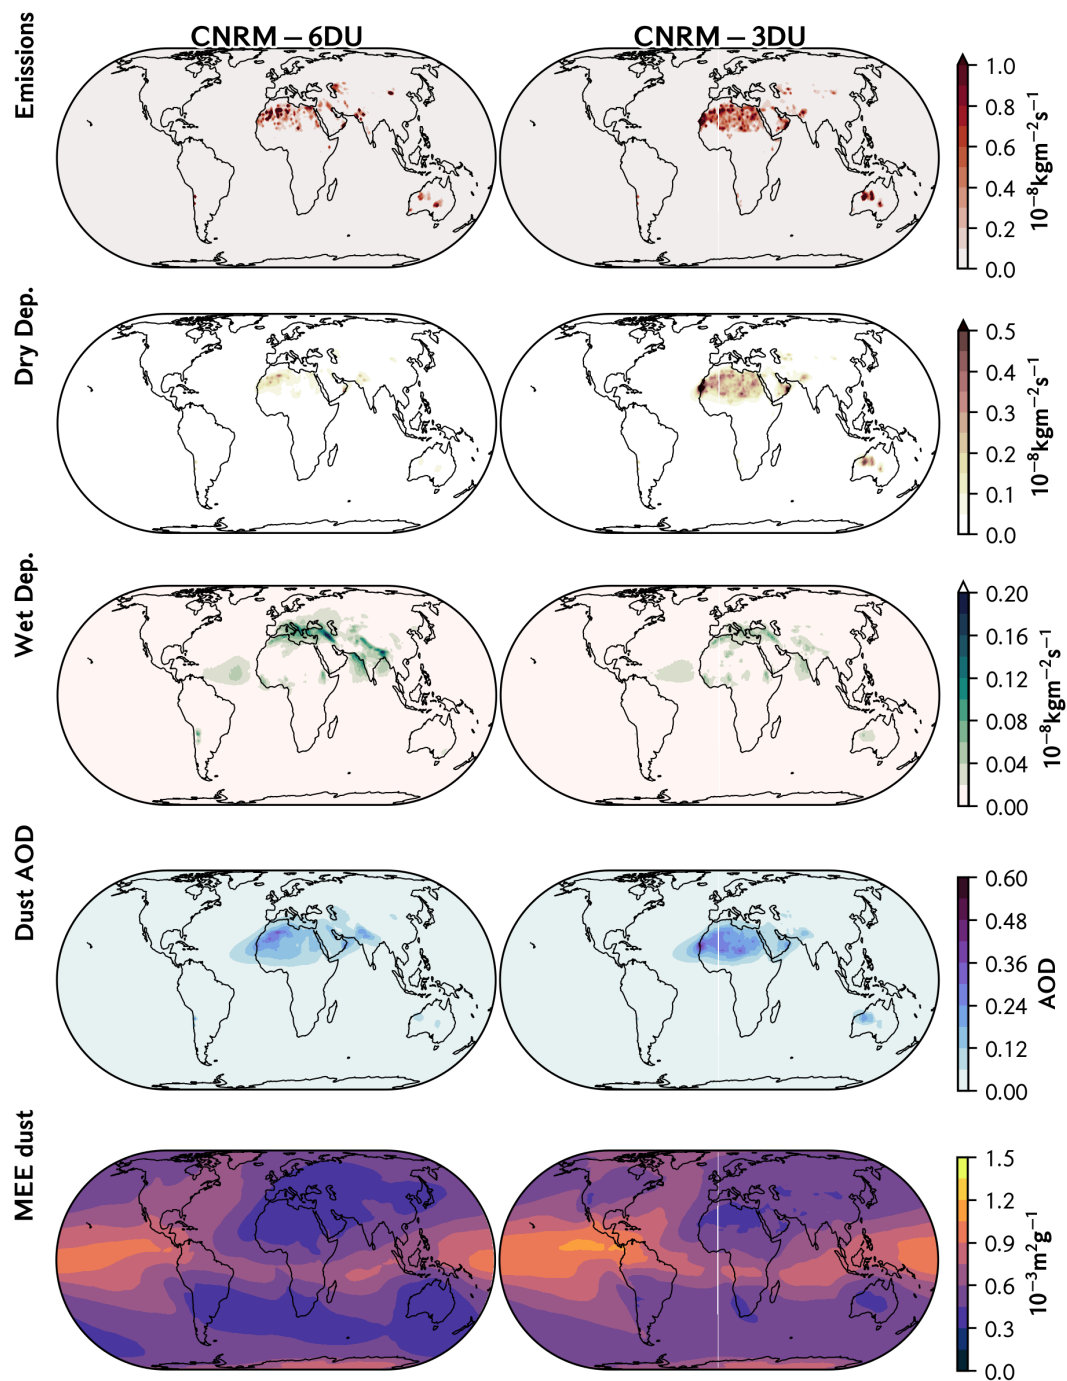 CNRM – 6DU
CNRM – 3DU
Emissions
1.0
0.8
0.6
0.4
0.2
0.0
10⁻⁸kgm⁻²s⁻¹
Dry Dep.
0.5
0.4
0.3
0.2
0.1
0.0
10⁻⁸kgm⁻²s⁻¹
Wet Dep.
0.20
0.16
0.12
0.08
0.04
0.00
10⁻⁸kgm⁻²s⁻¹
Dust AOD
0.60
0.48
0.36
0.24
0.12
0.00
AOD
MEE dust
1.5
1.2
0.9
0.6
0.3
0.0
10⁻³m²g⁻¹